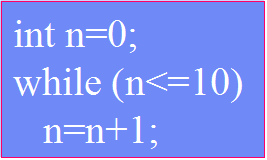 int n=0;
while (n<=10)
n=n+1;